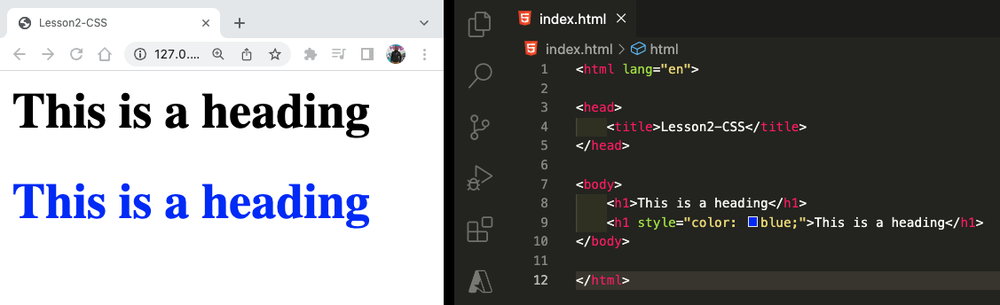 Lesson2-CSS
127.0....
This is a heading
This is a heading
index.html
index.html > html
1 <html lang="en">
2
3 <head>
4 <title>Lesson2-CSS</title>
5 </head>
6
7 <body>
8 <h1>This is a heading</h1>
9 <h1 style="color: blue;">This is a heading</h1>
10 </body>
11
12 </html>